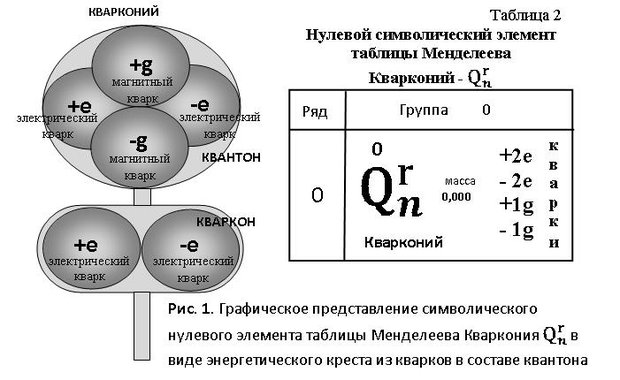 КВАРКОНИЙ
+g
магнитный
кварк
+e
электрический
кварк
-e
электрический
кварк
-g
магнитный
кварк
КВАНТОН
КВАРКОН
+e
электрический
кварк
-e
электрический
кварк
Таблица 2
Нулевой символический элемент
таблицы Менделеева
Кварконий - Qʳₙ
Ряд
Группа 0
0
0
Qʳₙ
масса
0,000
Кварконий
+2e
- 2e
+1g
- 1g
кварки
Рис. 1. Графическое представление символического
нулевого элемента таблицы Менделеева Кваркония Qʳₙ в
виде энергетического креста из кварков в составе квантона